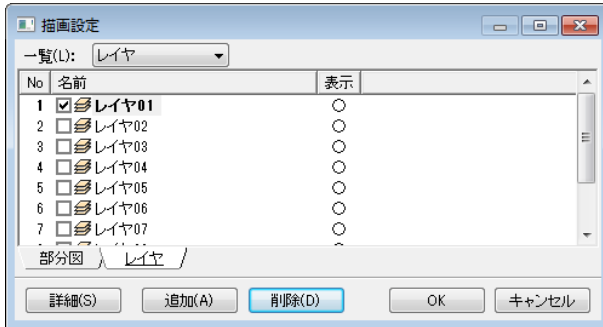 描画設定
一覧(L): レイヤ
No 名前 表示
1 レイヤ01 ○
2 レイヤ02 ○
3 レイヤ03 ○
4 レイヤ04 ○
5 レイヤ05 ○
6 レイヤ06 ○
7 レイヤ07 ○
部分図 レイヤ
詳細(S) 追加(A) 削除(D) OK キャンセル